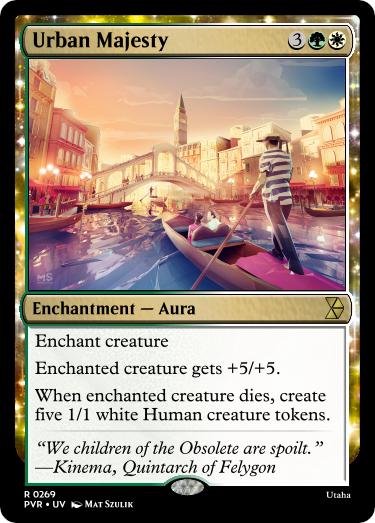 Urban Majesty 3
MS
Enchantment — Aura
Enchant creature
Enchanted creature gets +5/+5.
When enchanted creature dies, create
five 1/1 white Human creature tokens.
“We children of the Obsolete are spoilt.”
—Kinema, Quintarch of Felygon
R 0269 Utaha
PVR • UV Mat Szulik